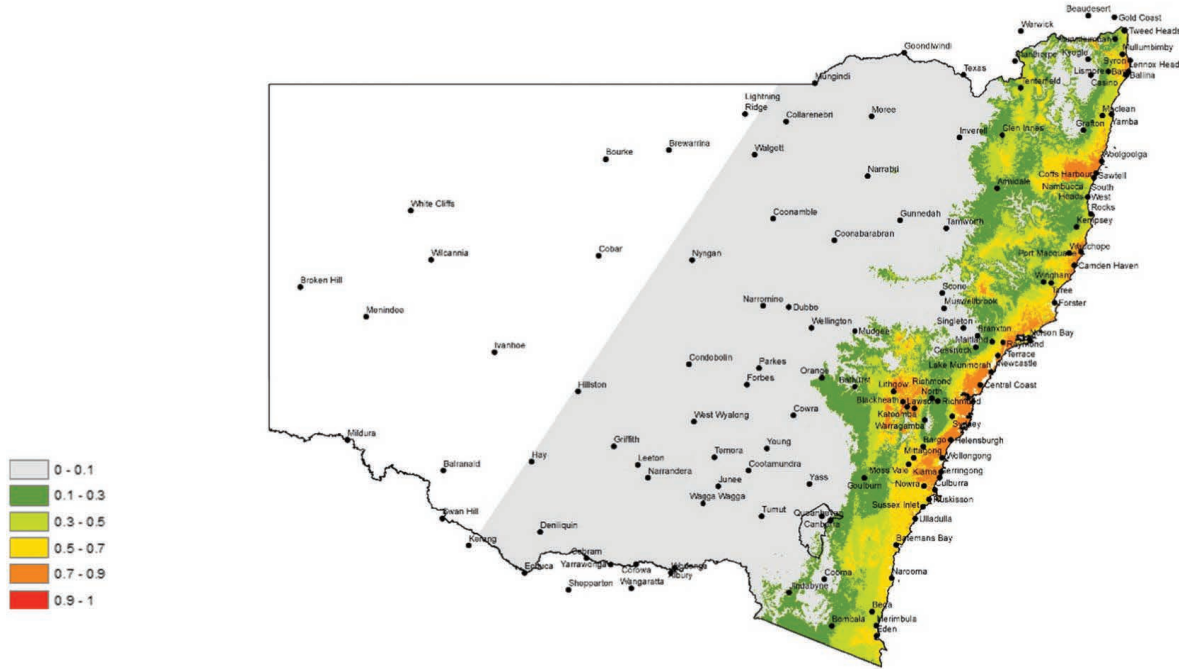 Beaudesert
Gold Coast
Warwick
Tweed Heads
Goondiwindi
Mullumbimby
Kyogle
Byron
Lennox Head
Texas
Lismore
Bay
Ballina
Mungindi
Tenterfield
Casino
Lightning
Ridge
Collarenebri
Moree
Maclean
Yamba
Grafton
Inverell
Glen Innes
Brewarrina
Bourke
Walgett
Woolgoolga
Narrabri
Coffs Harbour
Sawtell
Armidale
Nambucca
South
Heads
West
White Cliffs
Rocks
Coonamble
Gunnedah
Tamworth
Kempsey
Coonabarabran
Cobar
Nyngan
Wilcannia
Wauchope
Port Macquarie
Camden Haven
Broken Hill
Wingham
Taree
Scone
Narromine
Dubbo
Muswellbrook
Forster
Menindee
Wellington
Mudgee
Singleton
Branxton
Nelson Bay
Maitland
Raymond
Cessnock
Terrace
Ivanhoe
Newcastle
Condobolin
Parkes
Lake Munmorah
Orange
Bathurst
Forbes
Hillston
Lithgow
Richmond
Central Coast
North
Blackheath
Lawson
Richmond
Katoomba
Cowra
West Wyalong
Warragamba
Sydney
Mildura
Bargo
Helensburgh
Griffith
Young
Mittagong
Wollongong
Hay
Leeton
Temora
Balranald
Cootamundra
Moss Vale
Kiama
Gerringong
Narrandera
Junee
Yass
Goulburn
Nowra
Culburra
Wagga Wagga
Huskisson
Sussex Inlet
Tumut
Queanbeyan
Canberra
Ulladulla
Swan Hill
Deniliquin
Kerang
Batemans Bay
Cobram
Echuca
Yarrawonga
Corowa
Wodonga
Albury
Cooma
Narooma
Shepparton
Wangaratta
Jindabyne
Bega
Bombala
Merimbula
Eden
0 - 0.1
0.1 - 0.3
0.3 - 0.5
0.5 - 0.7
0.7 - 0.9
0.9 - 1